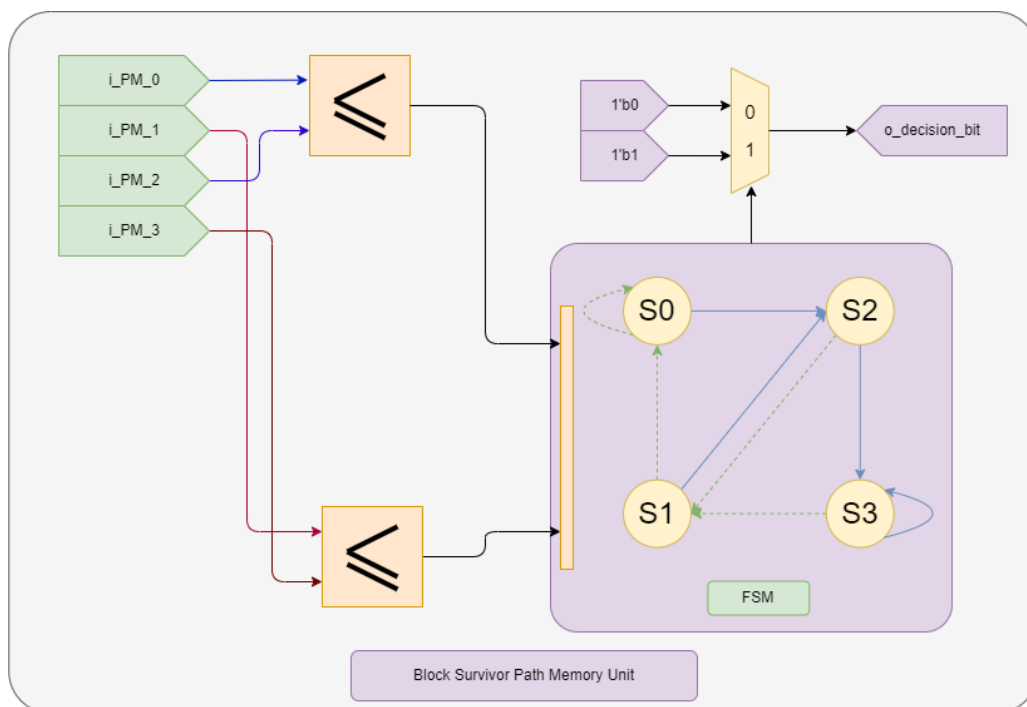 i_PM_0
i_PM_1
i_PM_2
i_PM_3
≤
1'b0
1'b1
0
1
o_decision_bit
S0
S2
S1
S3
≤
FSM
Block Survivor Path Memory Unit